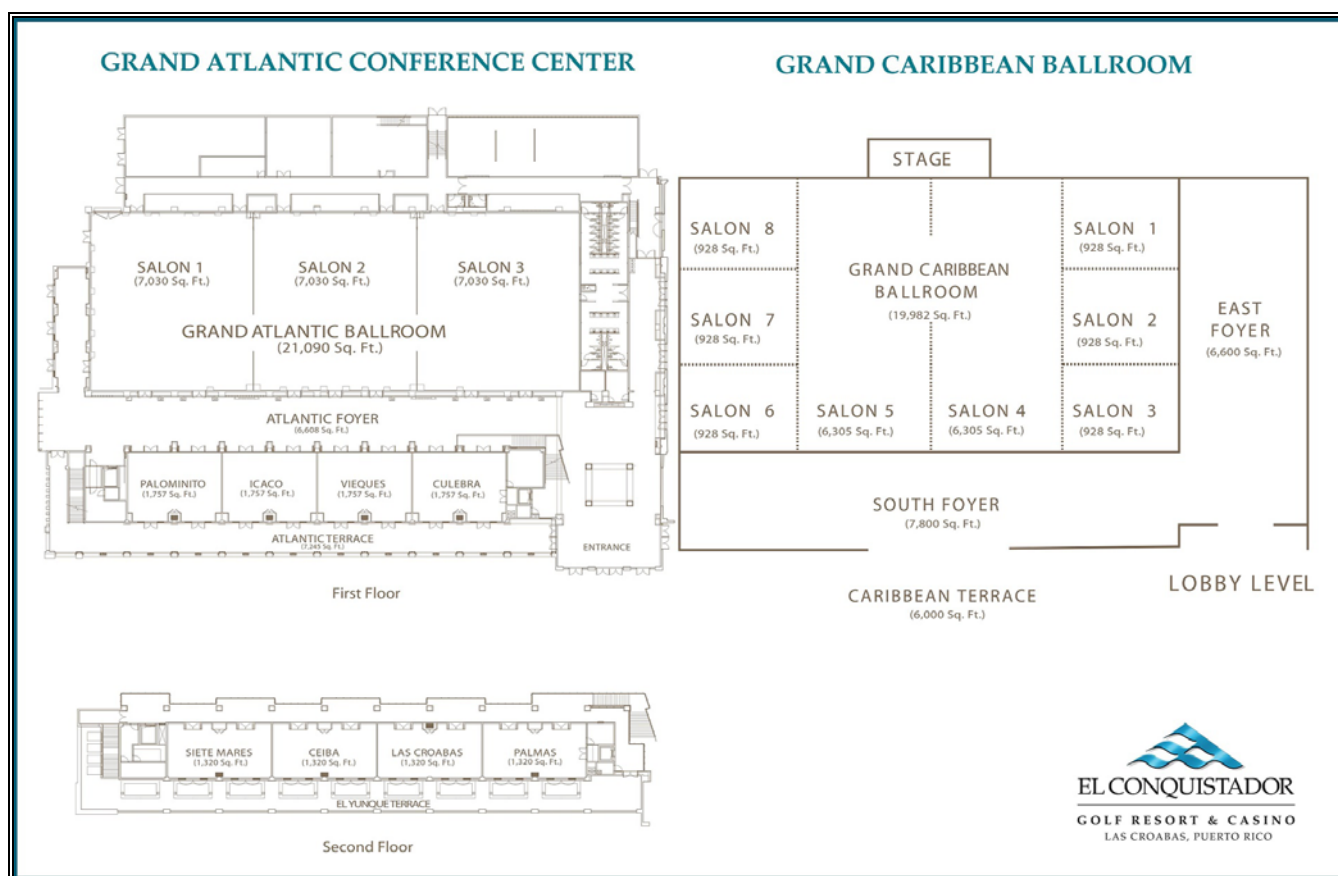 GRAND ATLANTIC CONFERENCE CENTER
SALON 1
(7,030 Sq. Ft.)
SALON 2
(7,030 Sq. Ft.)
SALON 3
(7,030 Sq. Ft.)
GRAND ATLANTIC BALLROOM
(21,090 Sq. Ft.)
ATLANTIC FOYER
(6,608 Sq. Ft.)
PALOMINITO
(1,757 Sq. Ft.)
ICACO
(1,757 Sq. Ft.)
VIEQUES
(1,757 Sq. Ft.)
CULEBRA
(1,757 Sq. Ft.)
ATLANTIC TERRACE
(7,245 Sq. Ft.)
ENTRANCE
First Floor
SIETE MARES
(1,320 Sq. Ft.)
CEIBA
(1,320 Sq. Ft.)
LAS CROABAS
(1,320 Sq. Ft.)
PALMAS
(1,320 Sq. Ft.)
EL YUNQUE TERRACE
Second Floor
GRAND CARIBBEAN BALLROOM
STAGE
SALON 8
(928 Sq. Ft.)
SALON 1
(928 Sq. Ft.)
GRAND CARIBBEAN
BALLROOM
(19,982 Sq. Ft.)
SALON 7
(928 Sq. Ft.)
SALON 2
(928 Sq. Ft.)
EAST
FOYER
(6,600 Sq. Ft.)
SALON 6
(928 Sq. Ft.)
SALON 5
(6,305 Sq. Ft.)
SALON 4
(6,305 Sq. Ft.)
SALON 3
(928 Sq. Ft.)
SOUTH FOYER
(7,800 Sq. Ft.)
CARIBBEAN TERRACE
(6,000 Sq. Ft.)
LOBBY LEVEL
EL CONQUISTADOR
GOLF RESORT & CASINO
LAS CROABAS, PUERTO RICO